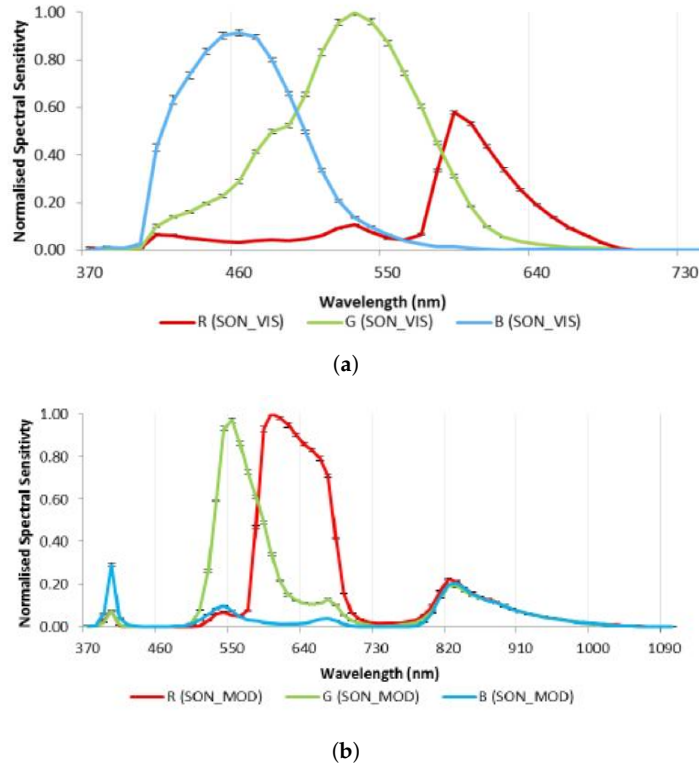 Normalised Spectral Sensitivty
1.00
0.80
0.60
0.40
0.20
0.00
370 460 550 640 730
Wavelength (nm)
R (SON_VIS) G (SON_VIS) B (SON_VIS)
(a)
Normalised Spectral Sensitivty
1.00
0.80
0.60
0.40
0.20
0.00
370 460 550 640 730 820 910 1000 1090
Wavelength (nm)
R (SON_MOD) G (SON_MOD) B (SON_MOD)
(b)